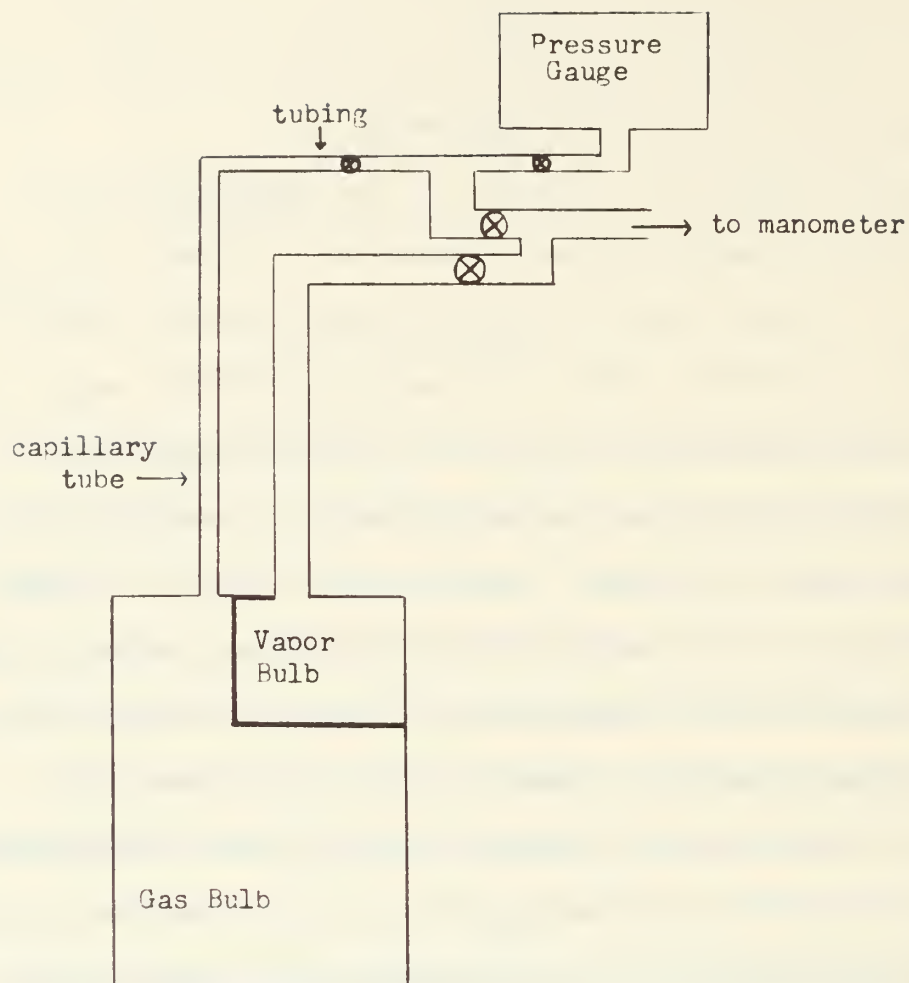 Pressure
Gauge
tubing
to manometer
capillary
tube
Vapor
Bulb
Gas Bulb